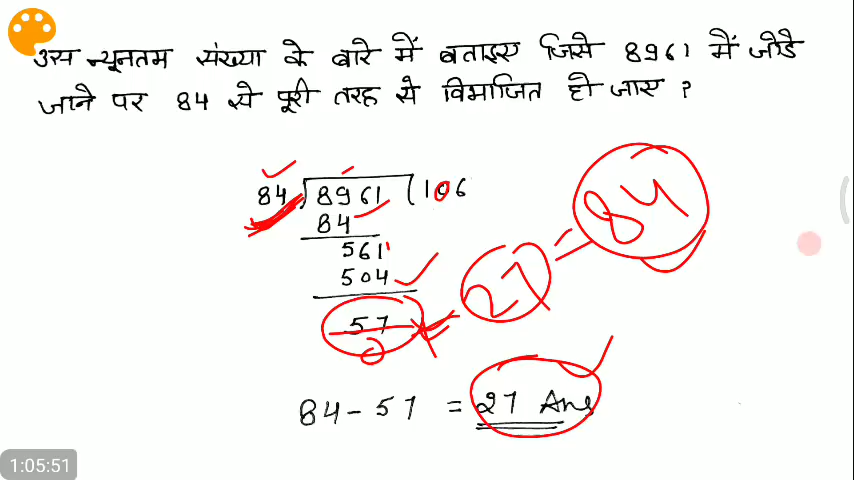 उस न्यूनतम संख्या के बारे में बताइए जिसे 8961 में जोडे
जाने पर 84 से पूरी तरह से विभाजित हो जाए ?
84 ) 8961 ( 106
84
561
504
57
27
84
0
84 - 57 = 27 Ans
1:05:51